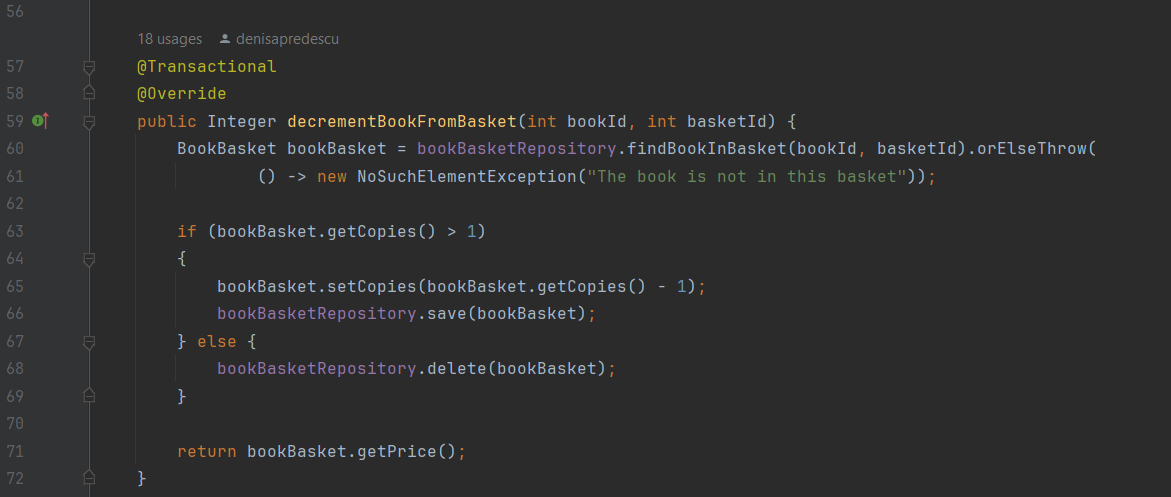 56
18 usages denisapredescu
57 @Transactional
58 @Override
59 public Integer decrementBookFromBasket(int bookId, int basketId) {
60 BookBasket bookBasket = bookBasketRepository.findBookInBasket(bookId, basketId).orElseThrow(
61 () -> new NoSuchElementException("The book is not in this basket"));
62
63 if (bookBasket.getCopies() > 1)
64 {
65 bookBasket.setCopies(bookBasket.getCopies() - 1);
66 bookBasketRepository.save(bookBasket);
67 } else {
68 bookBasketRepository.delete(bookBasket);
69 }
70
71 return bookBasket.getPrice();
72 }